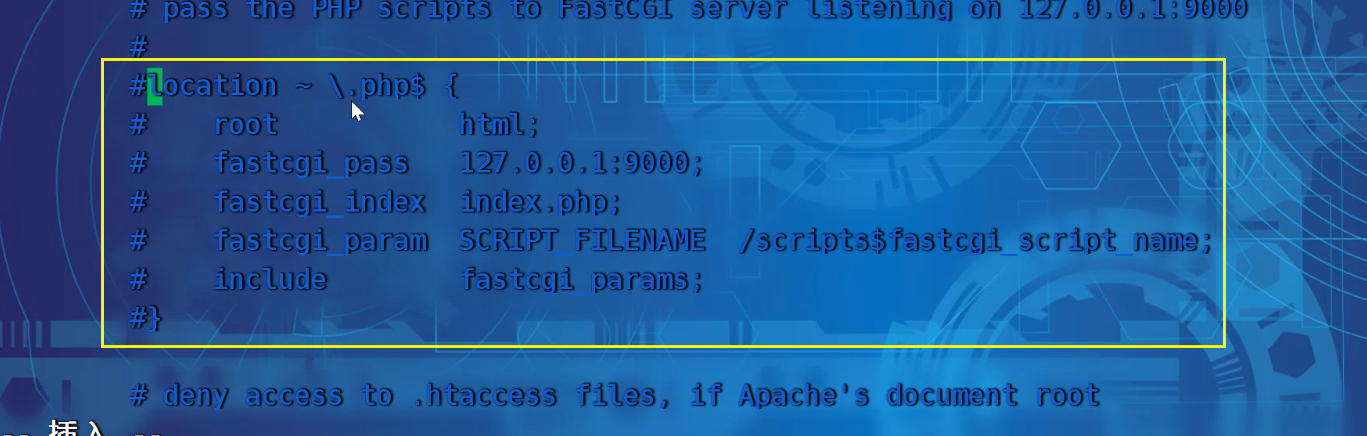 # pass the PHP scripts to FastCGI server listening on 127.0.0.1:9000
#
#location ~ \.php$ {
#    root           html;
#    fastcgi_pass   127.0.0.1:9000;
#    fastcgi_index  index.php;
#    fastcgi_param  SCRIPT_FILENAME  /scripts$fastcgi_script_name;
#    include        fastcgi_params;
#}
# deny access to .htaccess files, if Apache's document root
-- 插入 --